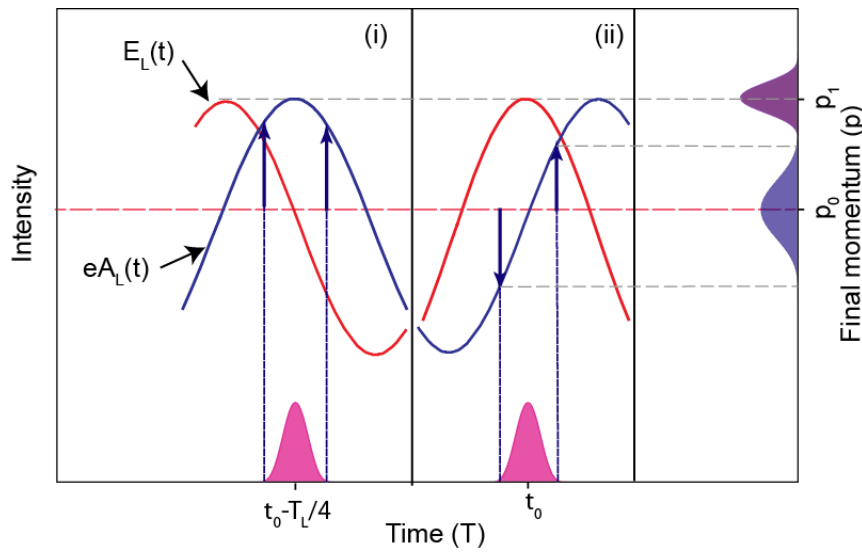 (i)
(ii)
E_L(t)
eA_L(t)
Intensity
p_1
p_0
Final momentum (p)
t_0-T_L/4
t_0
Time (T)